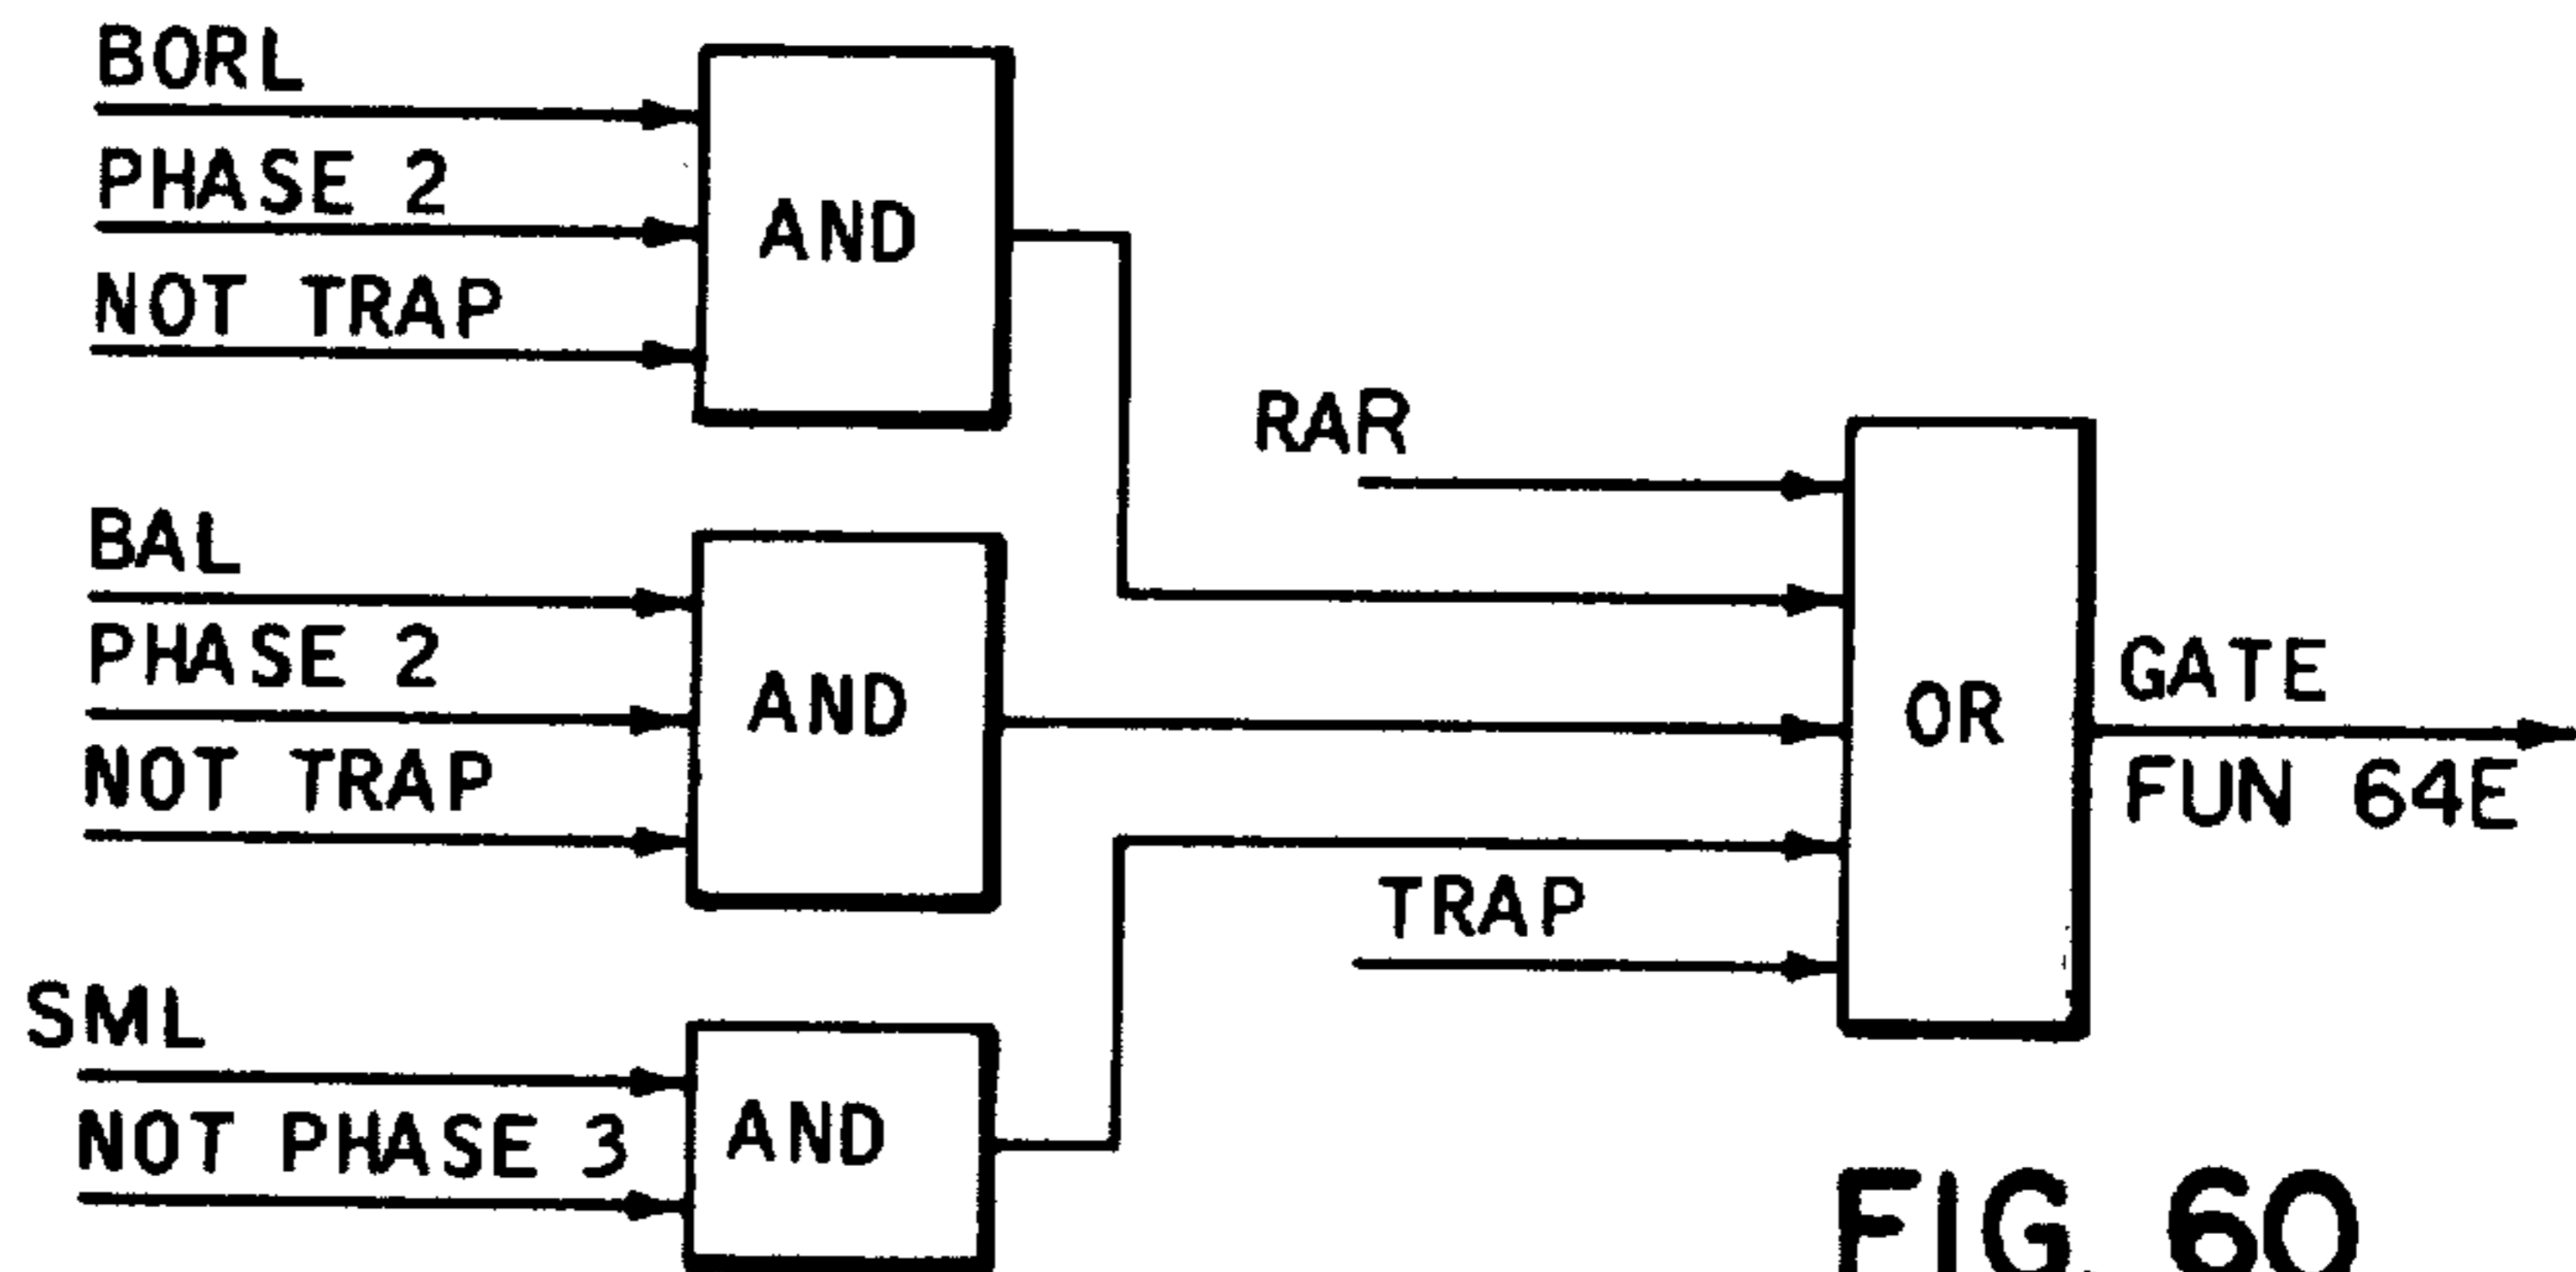 BORL
PHASE 2
NOT TRAP
AND
RAR
BAL
PHASE 2
NOT TRAP
AND
OR
GATE
FUN 64E
TRAP
SML
NOT PHASE 3
AND
FIG. 60